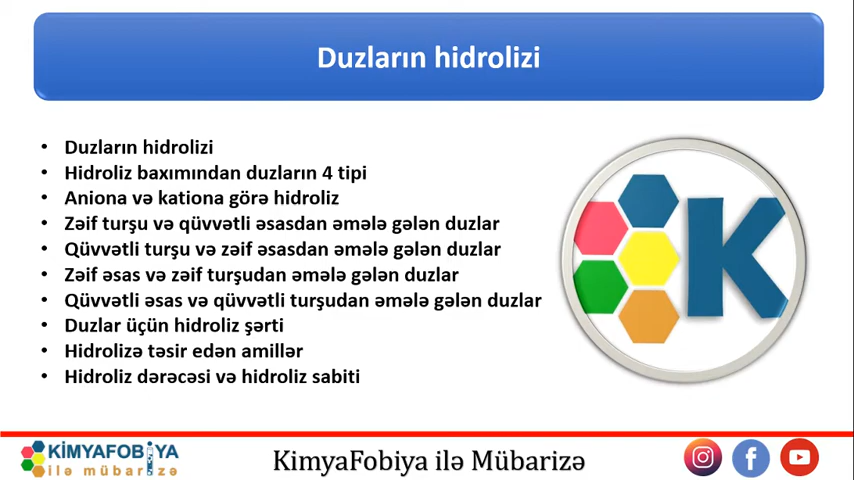 Duzların hidrolizi
• Duzların hidrolizi
• Hidroliz baxımından duzların 4 tipi
• Aniona və kationa görə hidroliz
• Zəif turşu və qüvvətli əsasdan əmələ gələn duzlar
• Qüvvətli turşu və zəif əsasdan əmələ gələn duzlar
• Zəif əsas və zəif turşudan əmələ gələn duzlar
• Qüvvətli əsas və qüvvətli turşudan əmələ gələn duzlar
• Duzlar üçün hidroliz şərti
• Hidrolizə təsir edən amillər
• Hidroliz dərəcəsi və hidroliz sabiti
K
KİMYAFOBİYA
ilə mübarizə
KimyaFobiya ilə Mübarizə
f